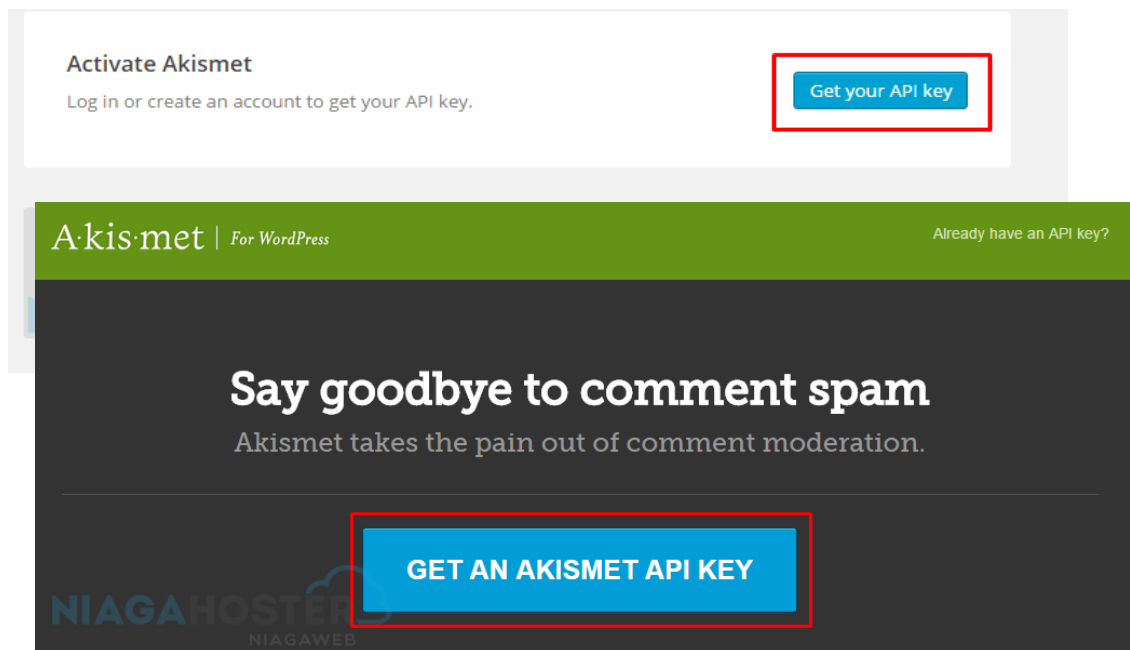 Activate Akismet
Log in or create an account to get your API key.
Get your API key
A·kis·met | For WordPress
Already have an API key?
Say goodbye to comment spam
Akismet takes the pain out of comment moderation.
GET AN AKISMET API KEY
NIAGAHOSTER
NIAGAWEB